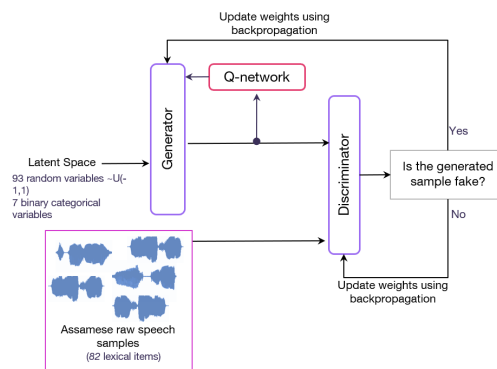 Update weights using
backpropagation
Q-network
Generator
Latent Space
93 random variables ~U(-
1,1)
7 binary categorical
variables
Discriminator
Yes
Is the generated
sample fake?
No
Update weights using
backpropagation
Assamese raw speech
samples
(82 lexical items)